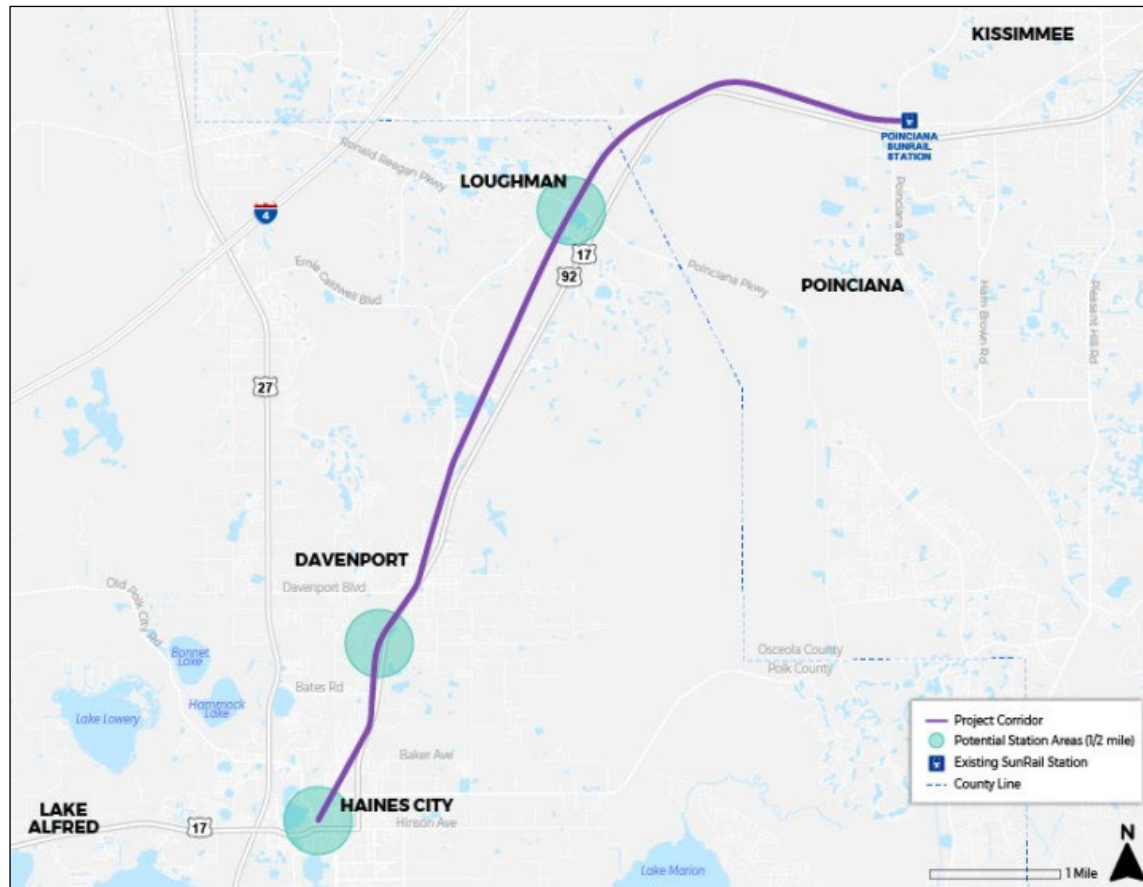 KISSIMMEE
POINCIANA
SUNRAIL
STATION
Ronald Reagan Pkwy
LOUGHMAN
4
Poinciana Blvd
17
92
Ernie Caldwell Blvd
Poinciana Pkwy
POINCIANA
Ham Brown Rd
Pleasant Hill Rd
27
DAVENPORT
Davenport Blvd
Old Polk City Rd
Bonnet
Lake
Osceola County
Polk County
Bates Rd
Hammock
Lake
Lake Lowery
Baker Ave
Project Corridor
Potential Station Areas (1/2 mile)
Existing SunRail Station
County Line
LAKE
ALFRED
17
HAINES CITY
Hinson Ave
Lake Marion
1 Mile
N